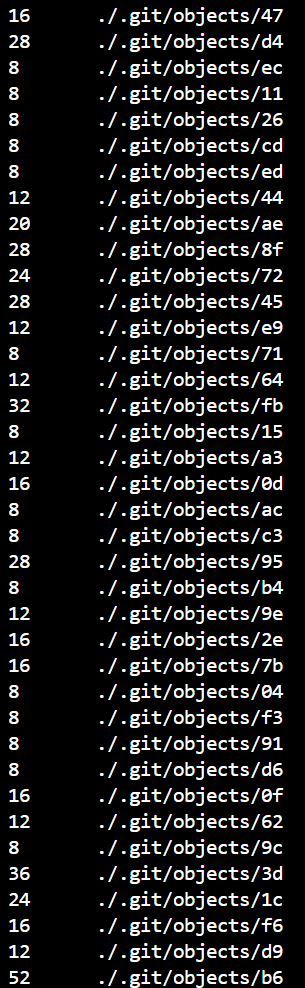 16 ./.git/objects/47
28 ./.git/objects/d4
8 ./.git/objects/ec
8 ./.git/objects/11
8 ./.git/objects/26
8 ./.git/objects/cd
8 ./.git/objects/ed
12 ./.git/objects/44
20 ./.git/objects/ae
28 ./.git/objects/8f
24 ./.git/objects/72
28 ./.git/objects/45
12 ./.git/objects/e9
8 ./.git/objects/71
12 ./.git/objects/64
32 ./.git/objects/fb
8 ./.git/objects/15
12 ./.git/objects/a3
16 ./.git/objects/0d
8 ./.git/objects/ac
8 ./.git/objects/c3
28 ./.git/objects/95
8 ./.git/objects/b4
12 ./.git/objects/9e
16 ./.git/objects/2e
16 ./.git/objects/7b
8 ./.git/objects/04
8 ./.git/objects/f3
8 ./.git/objects/91
8 ./.git/objects/d6
16 ./.git/objects/0f
12 ./.git/objects/62
8 ./.git/objects/9c
36 ./.git/objects/3d
24 ./.git/objects/1c
16 ./.git/objects/f6
12 ./.git/objects/d9
52 ./.git/objects/b6